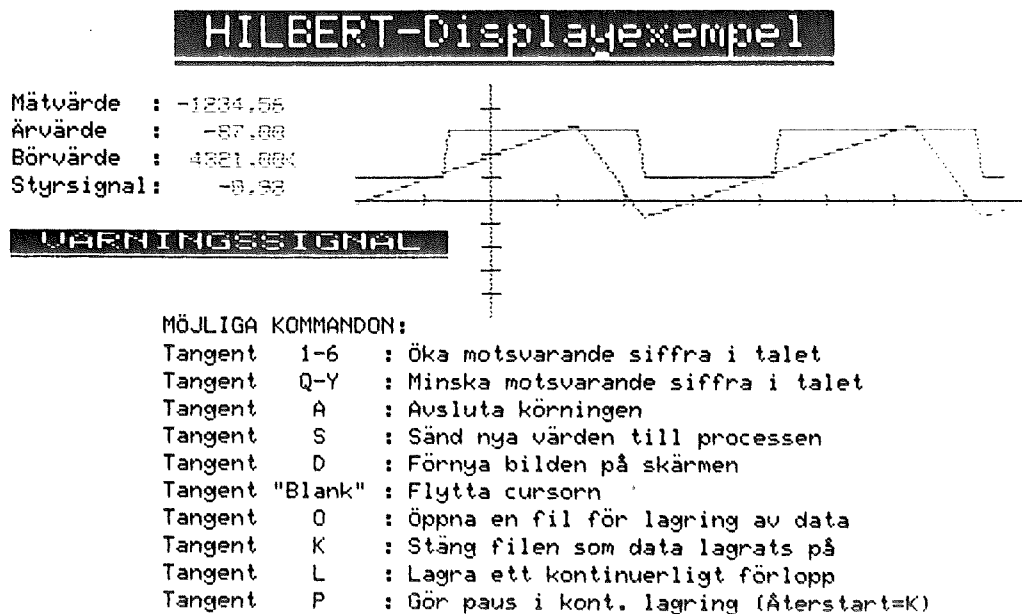 HILBERT-Displayexempel
Mätvärde : -1234.56
Ärvärde : -87.00
Börvärde : 4321.00<
Styrsignal: -0.98
VARNINGSSIGNAL
MÖJLIGA KOMMANDON:
Tangent 1-6 : Öka motsvarande siffra i talet
Tangent Q-Y : Minska motsvarande siffra i talet
Tangent A : Avsluta körningen
Tangent S : Sänd nya värden till processen
Tangent D : Förnya bilden på skärmen
Tangent "Blank" : Flytta cursorn
Tangent O : Öppna en fil för lagring av data
Tangent K : Stäng filen som data lagrats på
Tangent L : Lagra ett kontinuerligt förlopp
Tangent P : Gör paus i kont. lagring (Återstart=K)